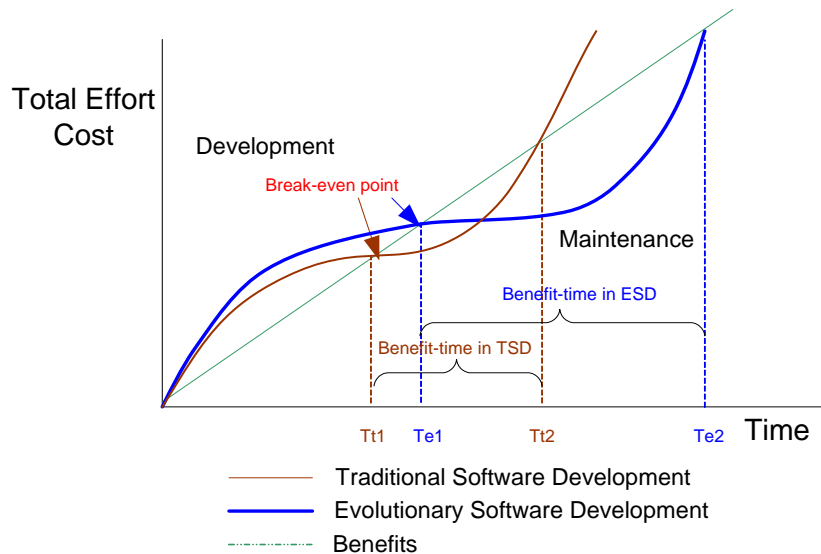 Total Effort
Cost
Development
Break-even point
Maintenance
Benefit-time in ESD
Benefit-time in TSD
Tt1
Te1
Tt2
Te2
Time
Traditional Software Development
Evolutionary Software Development
Benefits